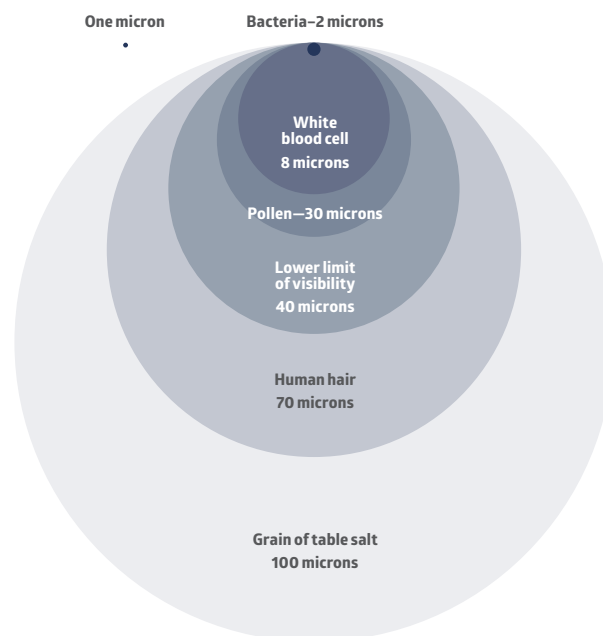 One micron
Bacteria–2 microns
White
blood cell
8 microns
Pollen—30 microns
Lower limit
of visibility
40 microns
Human hair
70 microns
Grain of table salt
100 microns